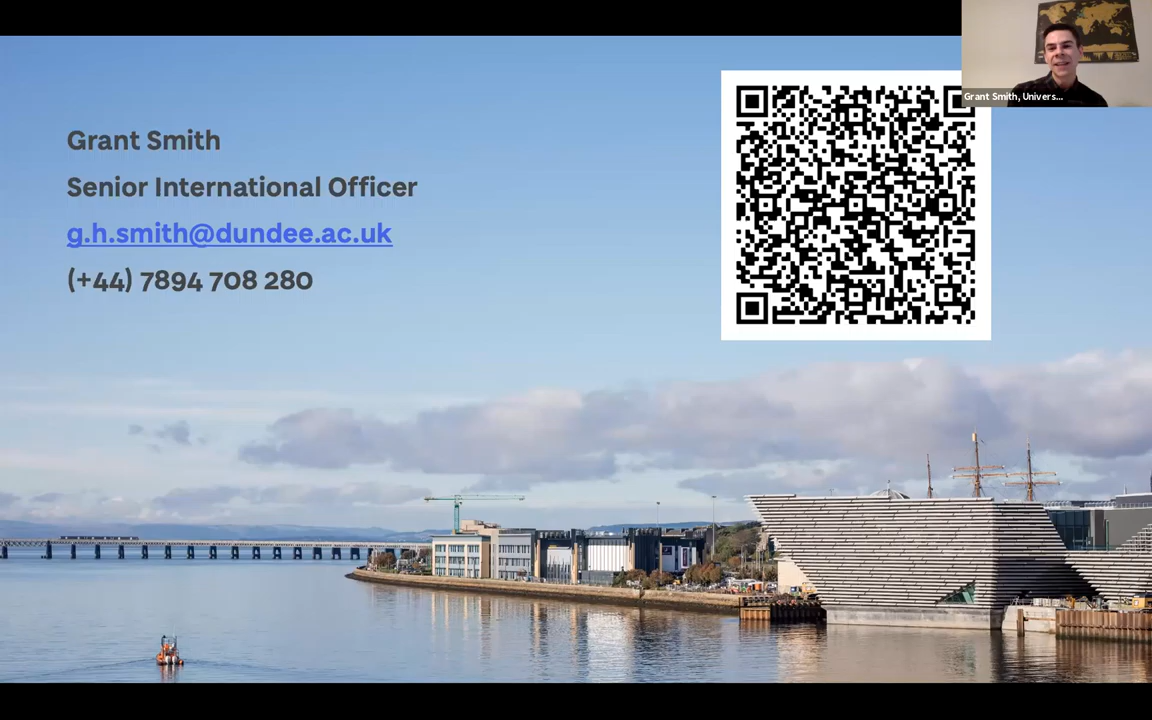 Grant Smith
Senior International Officer
g.h.smith@dundee.ac.uk
(+44) 7894 708 280
Grant Smith, Univers...